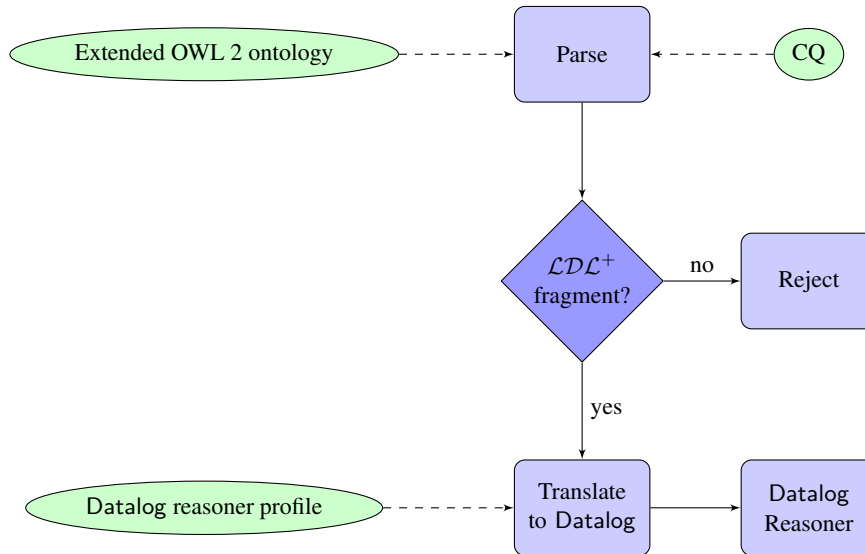 Extended OWL 2 ontology
Parse
CQ
ℒ𝒟ℒ⁺
fragment?
no
Reject
yes
Datalog reasoner profile
Translate
to Datalog
Datalog
Reasoner